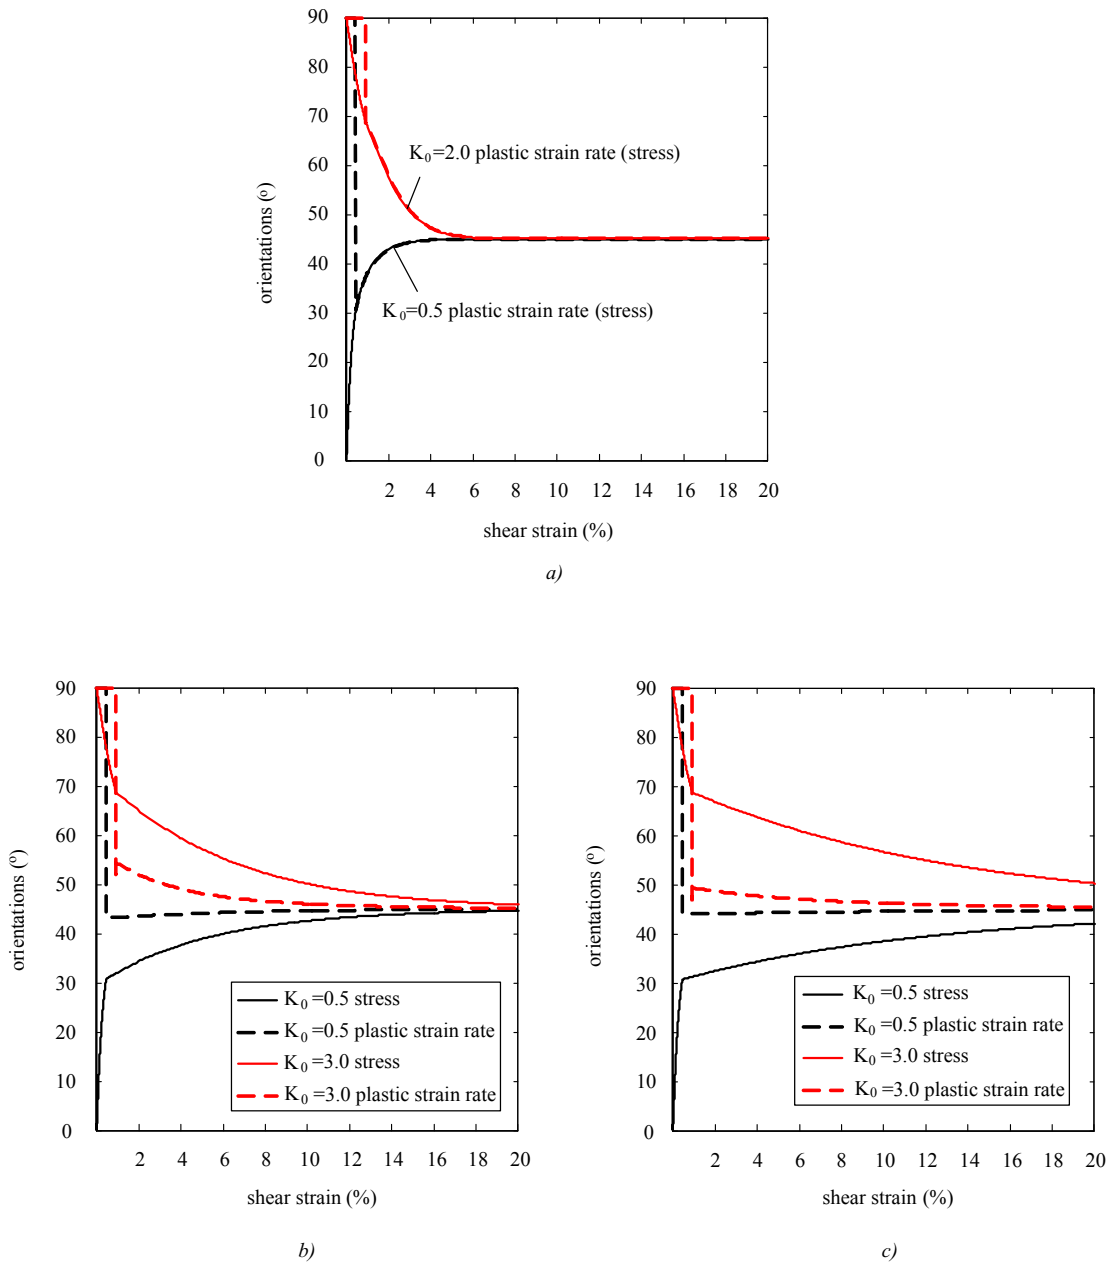 90
80
70
60
50
40
30
20
10
0
orientations (º)
K0=2.0 plastic strain rate (stress)
K0=0.5 plastic strain rate (stress)
2 4 6 8 10 12 14 16 18 20
shear strain (%)
a)
90
80
70
60
50
40
30
20
10
0
orientations (º)
K0=0.5 stress
K0=0.5 plastic strain rate
K0=3.0 stress
K0=3.0 plastic strain rate
2 4 6 8 10 12 14 16 18 20
shear strain (%)
b)
90
80
70
60
50
40
30
20
10
0
orientations (º)
K0=0.5 stress
K0=0.5 plastic strain rate
K0=3.0 stress
K0=3.0 plastic strain rate
2 4 6 8 10 12 14 16 18 20
shear strain (%)
c)